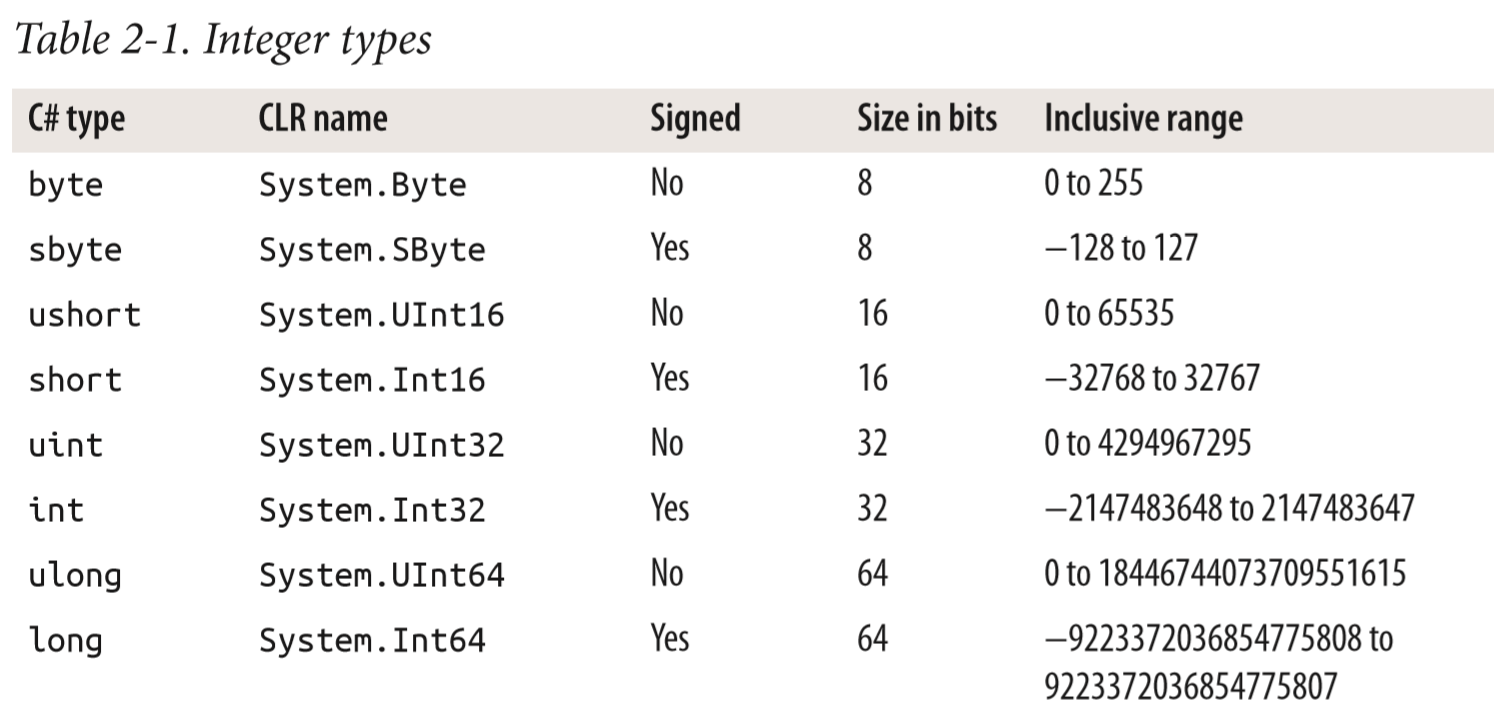 Table 2-1. Integer types
C# type CLR name Signed Size in bits Inclusive range
byte System.Byte No 8 0 to 255
sbyte System.SByte Yes 8 –128 to 127
ushort System.UInt16 No 16 0 to 65535
short System.Int16 Yes 16 –32768 to 32767
uint System.UInt32 No 32 0 to 4294967295
int System.Int32 Yes 32 –2147483648 to 2147483647
ulong System.UInt64 No 64 0 to 18446744073709551615
long System.Int64 Yes 64 –9223372036854775808 to
9223372036854775807